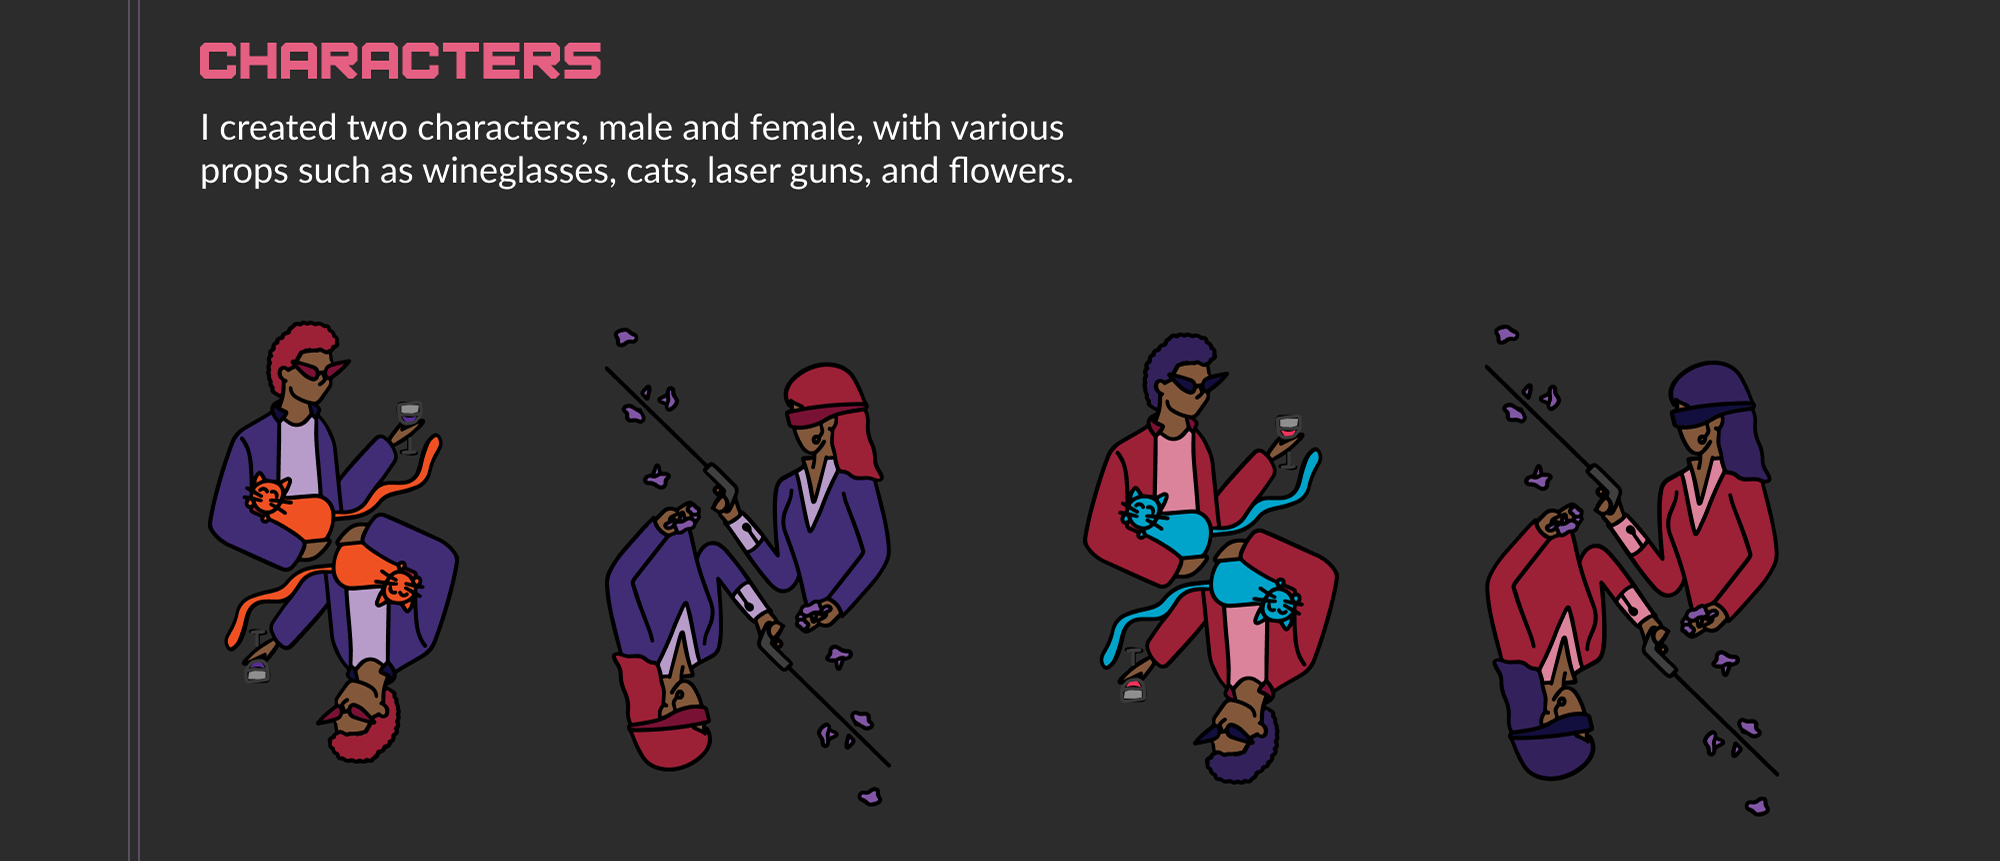 CHARACTERS
I created two characters, male and female, with various
props such as wineglasses, cats, laser guns, and flowers.